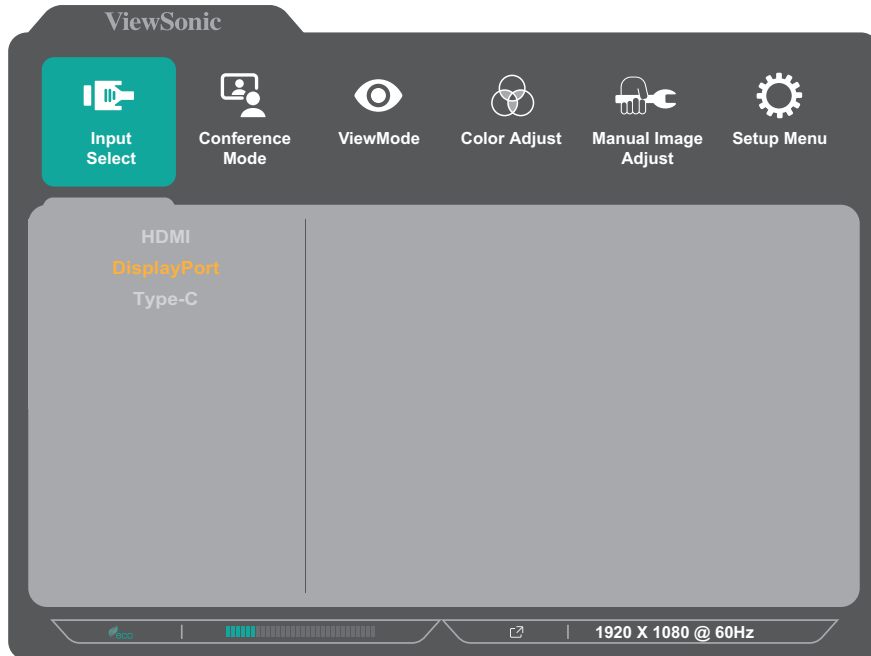 ViewSonic
Input
Select
Conference
Mode
ViewMode
Color Adjust
Manual Image
Adjust
Setup Menu
HDMI
DisplayPort
Type-C
eco
1920 X 1080 @ 60Hz